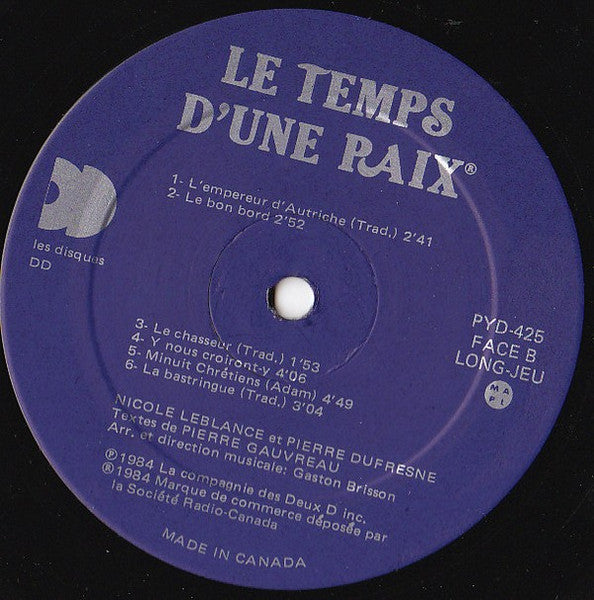 LE TEMPS
D'UNE PAIX®
1- L'empereur d'Autriche (Trad.) 2'41
2- Le bon bord 2'52
les disques
DD
3- Le chasseur (Trad.) 1'53
4- Y nous croiront-y 4'06
5- Minuit Chrétiens (Adam) 4'49
6- La bastringue (Trad.) 3'04
PYD-425
FACE B
LONG-JEU
MAPL
NICOLE LEBLANCE et PIERRE DUFRESNE
Textes de PIERRE GAUVREAU
Arr. et direction musicale: Gaston Brisson
℗1984 La compagnie des Deux D inc.
®1984 Marque de commerce déposée par
la Société Radio-Canada
MADE IN CANADA